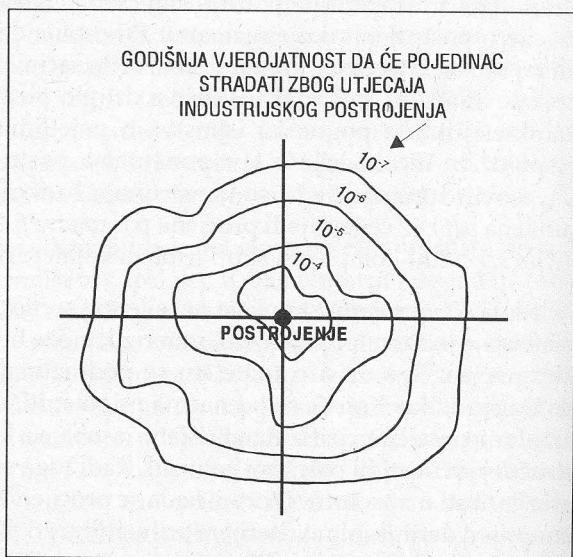 GODIŠNJA VJEROJATNOST DA ĆE POJEDINAC
STRADATI ZBOG UTJECAJA
INDUSTRIJSKOG POSTROJENJA
10⁻⁷
10⁻⁶
10⁻⁵
10⁻⁴
POSTROJENJE